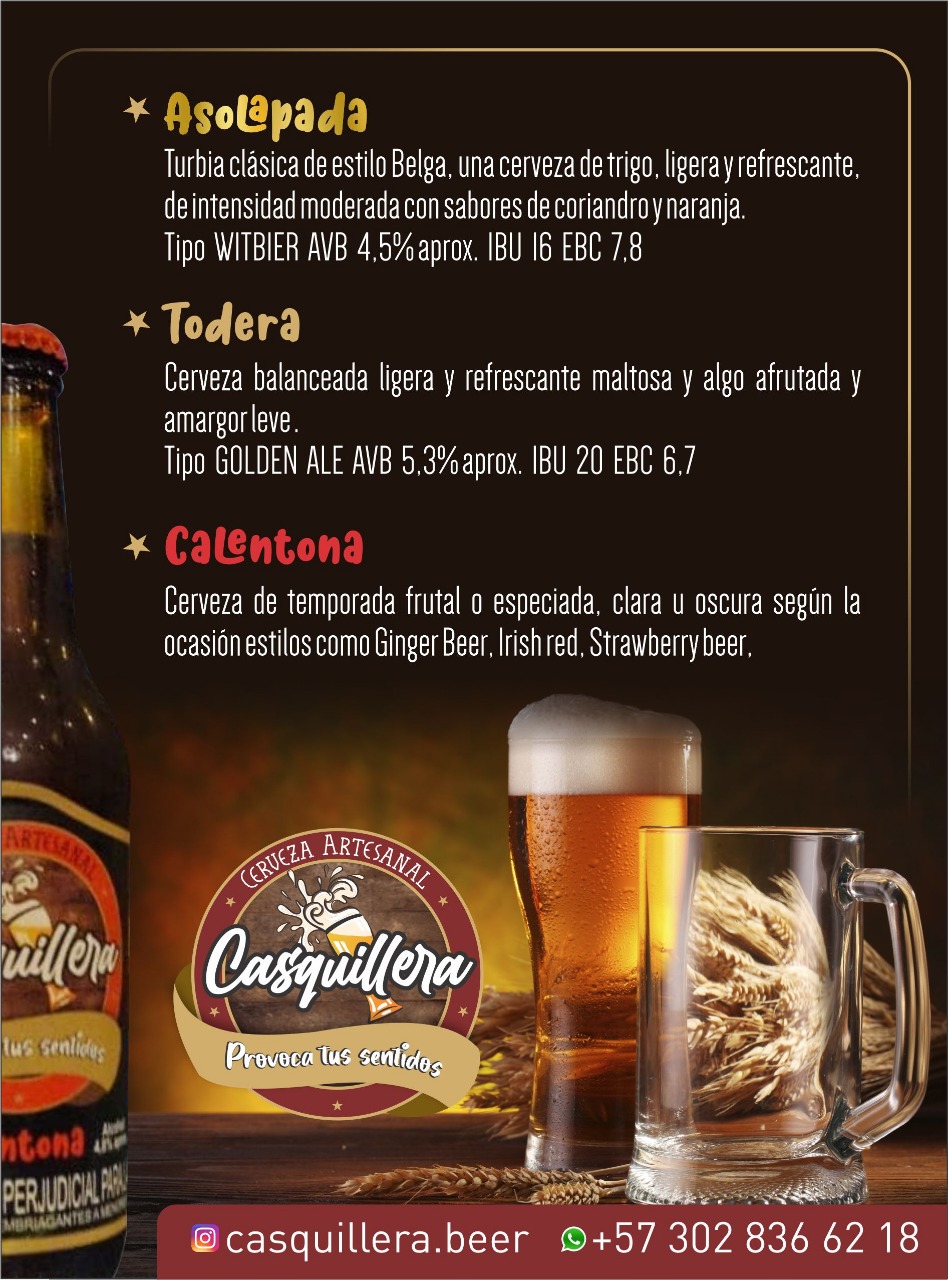 Asolapada
Turbia clásica de estilo Belga, una cerveza de trigo, ligera y refrescante,
de intensidad moderada con sabores de coriandro y naranja.
Tipo WITBIER AVB 4,5% aprox. IBU 16 EBC 7,8
Todera
Cerveza balanceada ligera y refrescante maltosa y algo afrutada y
amargor leve.
Tipo GOLDEN ALE AVB 5,3% aprox. IBU 20 EBC 6,7
Calentona
Cerveza de temporada frutal o especiada, clara u oscura según la
ocasión estilos como Ginger Beer, Irish red, Strawberry beer,
ARTESANAL
quillera
tus sentidos
ntona
PERJUDICIAL PARA
CERVEZA ARTESANAL
Casquillera
Provoca tus sentidos
casquillera.beer +57 302 836 62 18